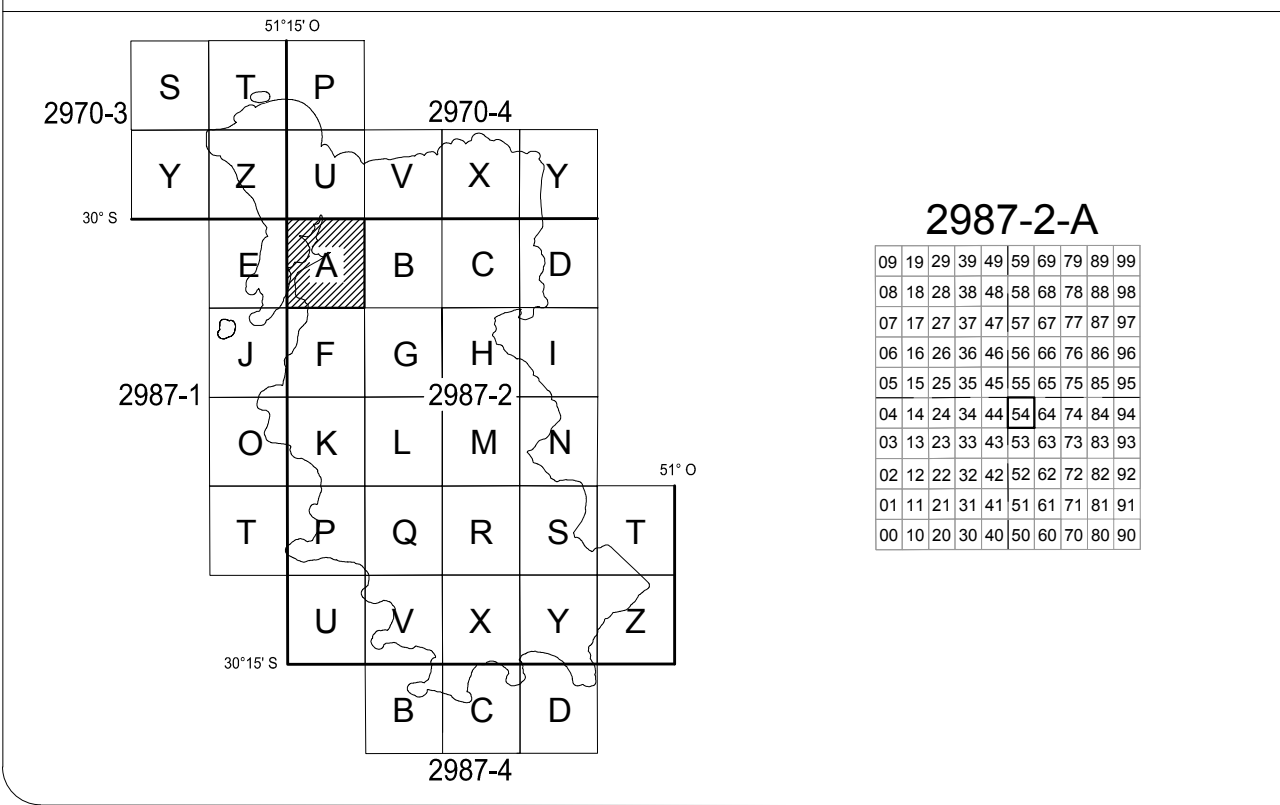 51°15' O
S T P
2970-3
2970-4
Y Z U V X Y
30° S
E A B C D
J F G H I
2987-1
2987-2
O K L M N
51° O
T P Q R S T
U V X Y Z
30°15' S
B C D
2987-4
2987-2-A
09 19 29 39 49 59 69 79 89 99
08 18 28 38 48 58 68 78 88 98
07 17 27 37 47 57 67 77 87 97
06 16 26 36 46 56 66 76 86 96
05 15 25 35 45 55 65 75 85 95
04 14 24 34 44 54 64 74 84 94
03 13 23 33 43 53 63 73 83 93
02 12 22 32 42 52 62 72 82 92
01 11 21 31 41 51 61 71 81 91
00 10 20 30 40 50 60 70 80 90